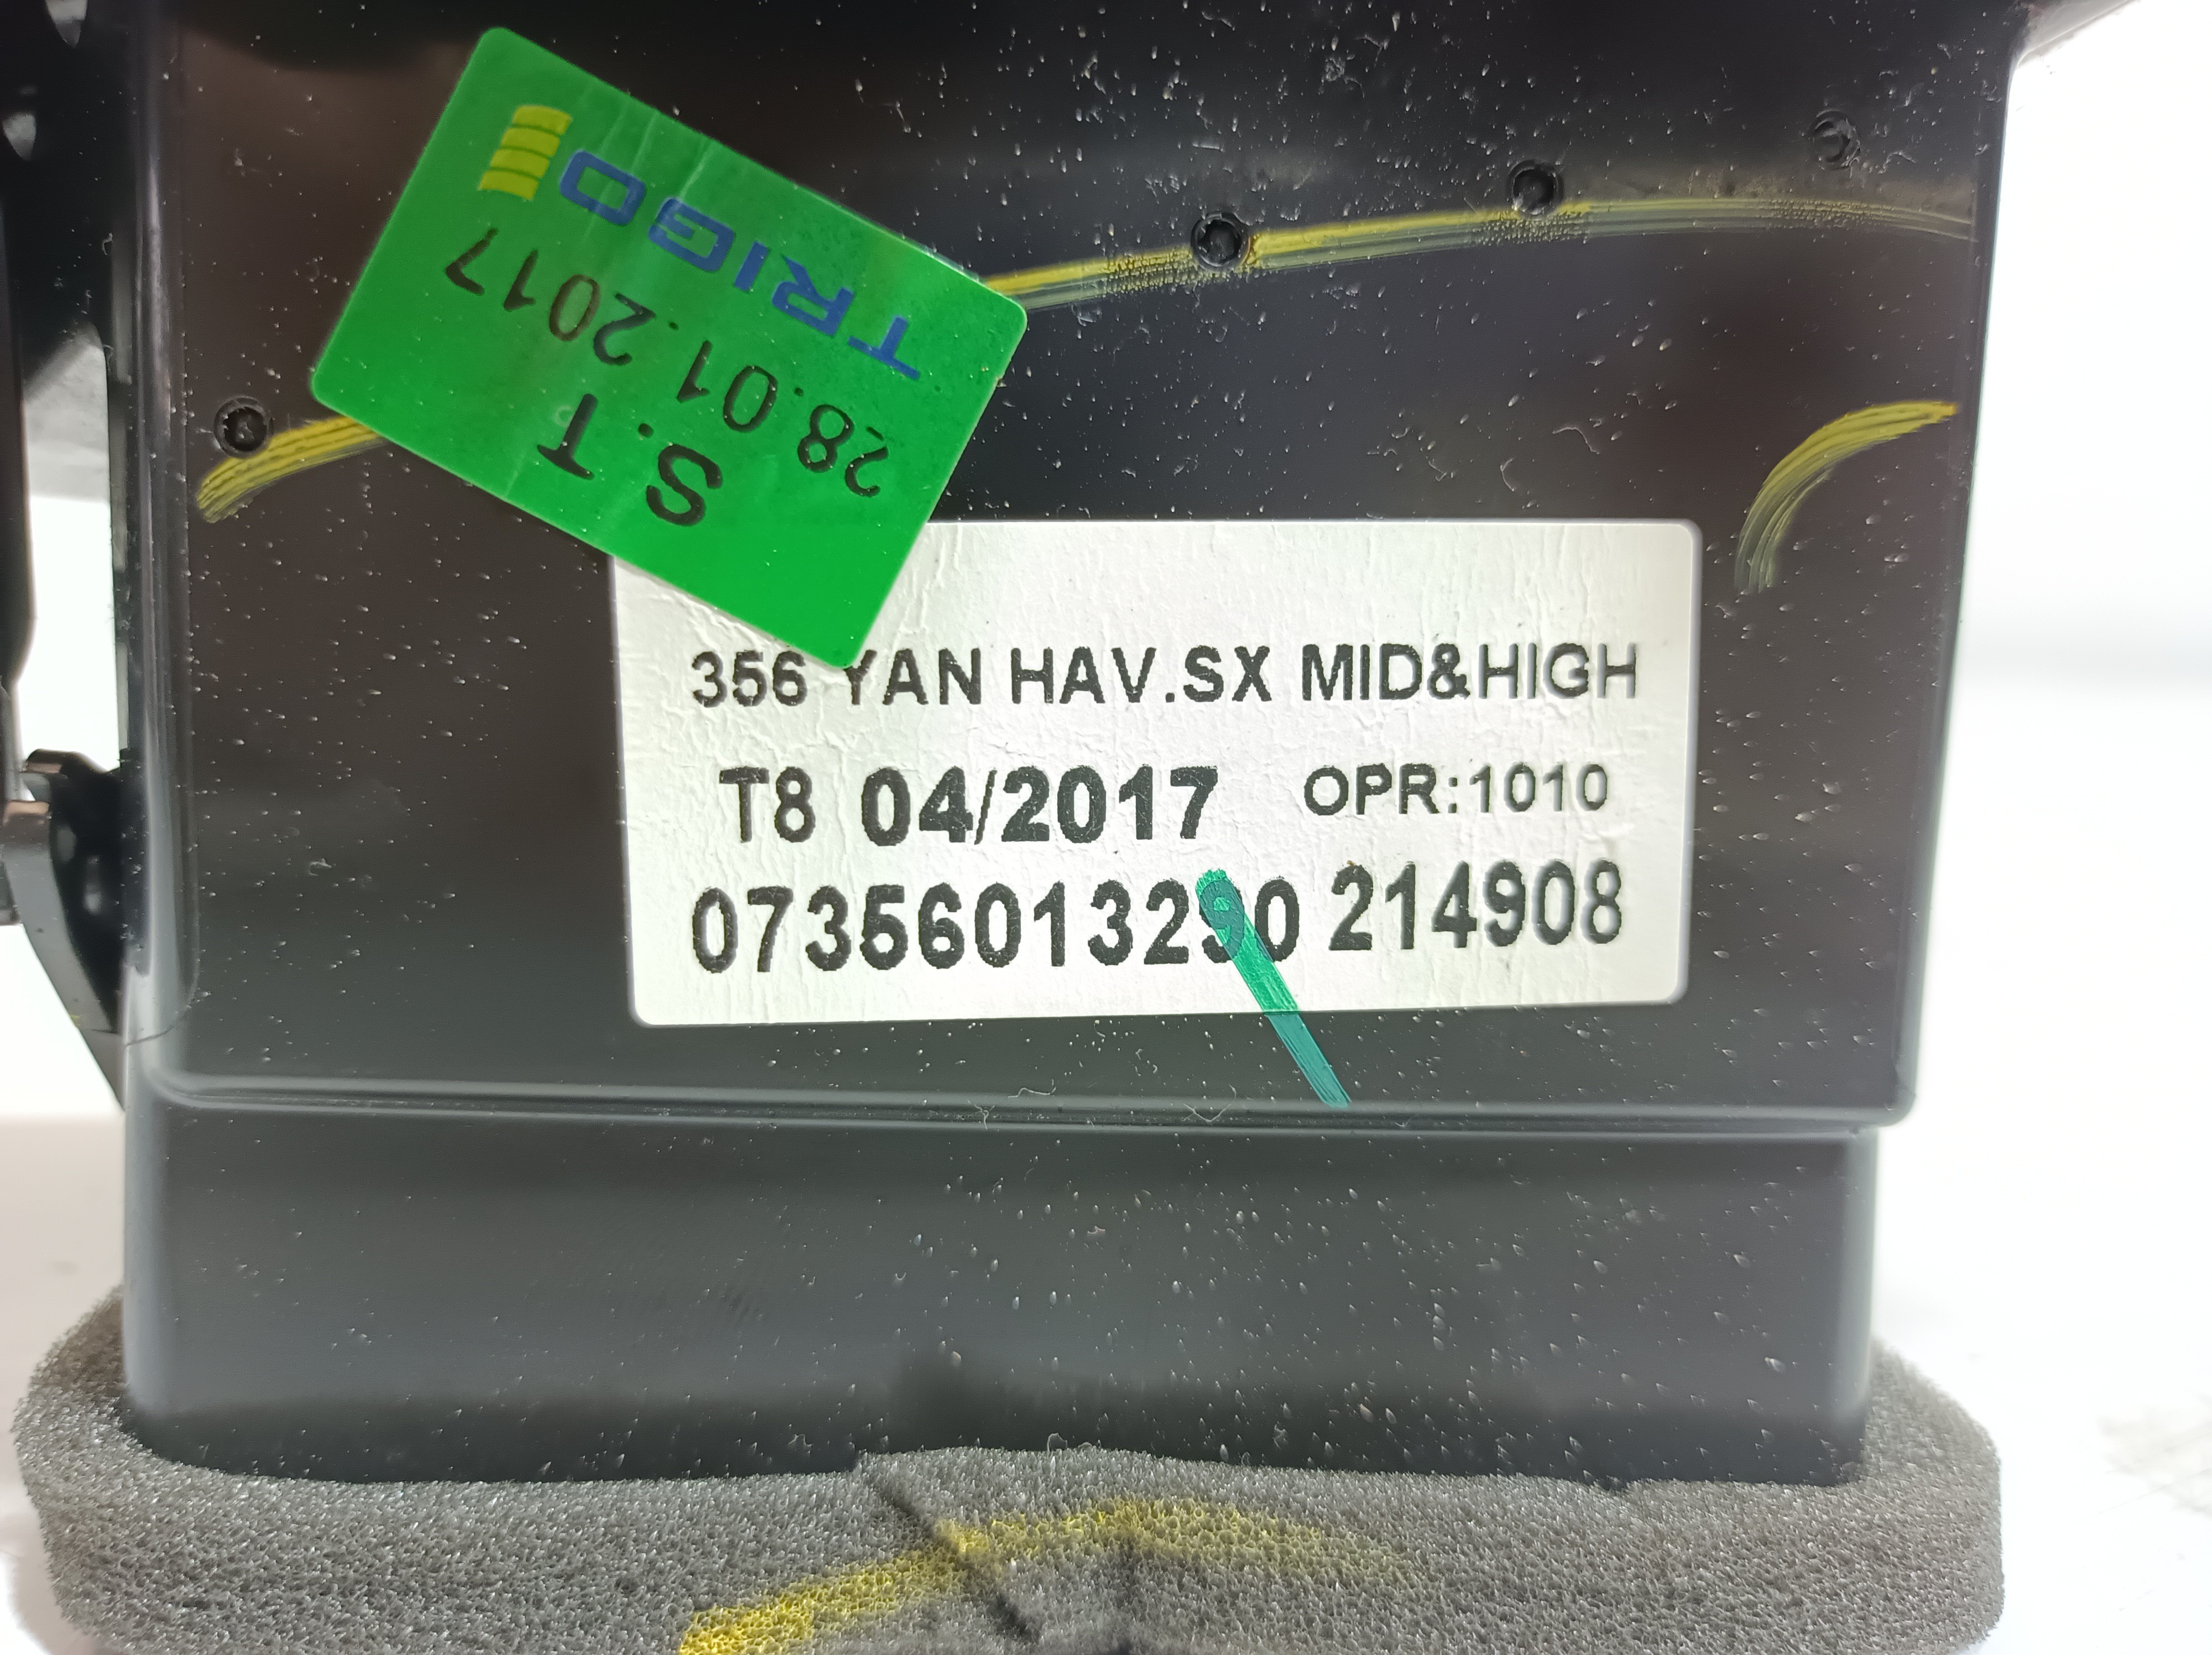 TRIGO
28.01.2017
S.T
356 YAN HAV.SX MID&HIGH
T8 04/2017 OPR:1010
07356013290 214908